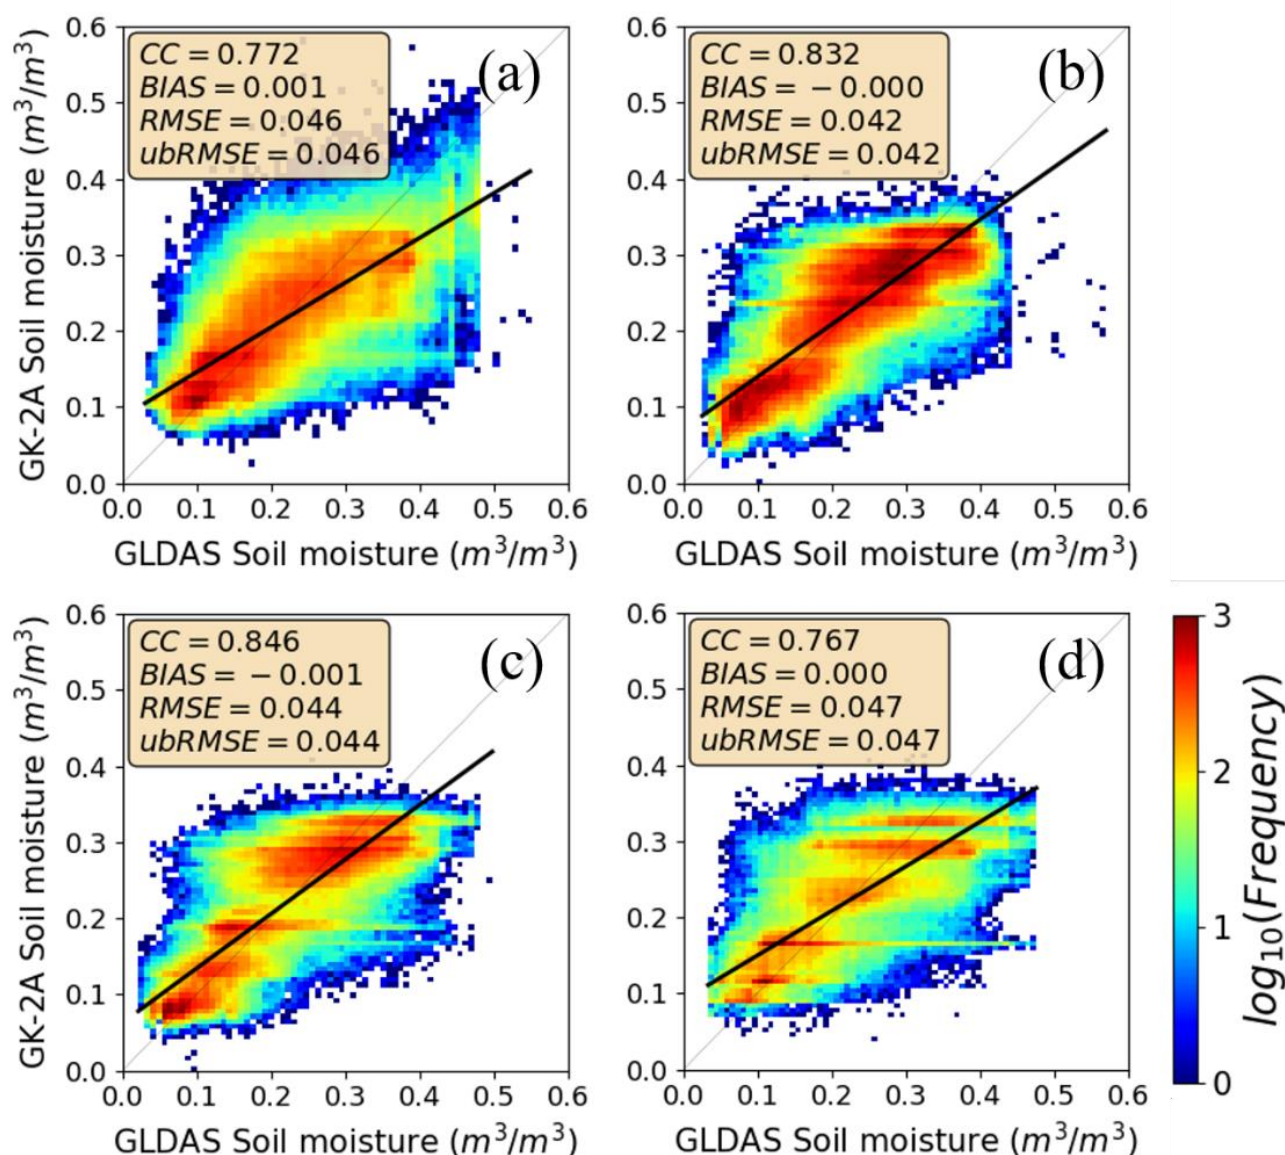 CC = 0.772
BIAS = 0.001
RMSE = 0.046
ubRMSE = 0.046
(a)
0.6
0.5
0.4
0.3
0.2
0.1
0.0
0.0 0.1 0.2 0.3 0.4 0.5 0.6
GK-2A Soil moisture (m³/m³)
GLDAS Soil moisture (m³/m³)
CC = 0.832
BIAS = −0.000
RMSE = 0.042
ubRMSE = 0.042
(b)
0.6
0.5
0.4
0.3
0.2
0.1
0.0
0.0 0.1 0.2 0.3 0.4 0.5 0.6
GLDAS Soil moisture (m³/m³)
CC = 0.846
BIAS = −0.001
RMSE = 0.044
ubRMSE = 0.044
(c)
0.6
0.5
0.4
0.3
0.2
0.1
0.0
0.0 0.1 0.2 0.3 0.4 0.5 0.6
GK-2A Soil moisture (m³/m³)
GLDAS Soil moisture (m³/m³)
CC = 0.767
BIAS = 0.000
RMSE = 0.047
ubRMSE = 0.047
(d)
0.6
0.5
0.4
0.3
0.2
0.1
0.0
0.0 0.1 0.2 0.3 0.4 0.5 0.6
GLDAS Soil moisture (m³/m³)
3
2
1
0
log₁₀(Frequency)